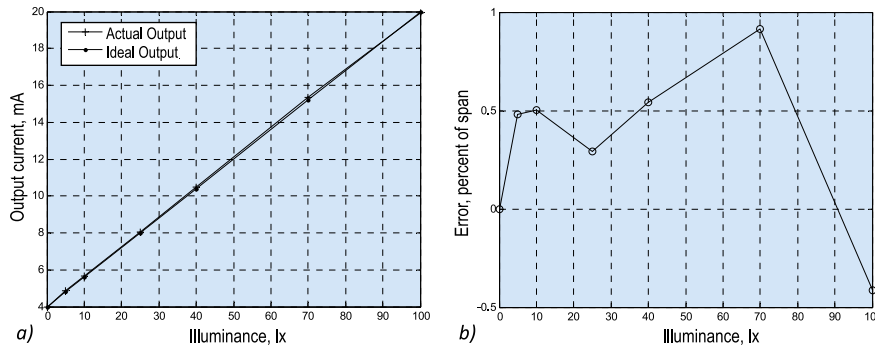 20
18
16
14
12
10
8
6
4
Output current, mA
Actual Output
Ideal Output
0 10 20 30 40 50 60 70 80 90 100
Illuminance, lx
a)
1
0.5
0
-0.5
Error, percent of span
0 10 20 30 40 50 60 70 80 90 100
Illuminance, lx
b)